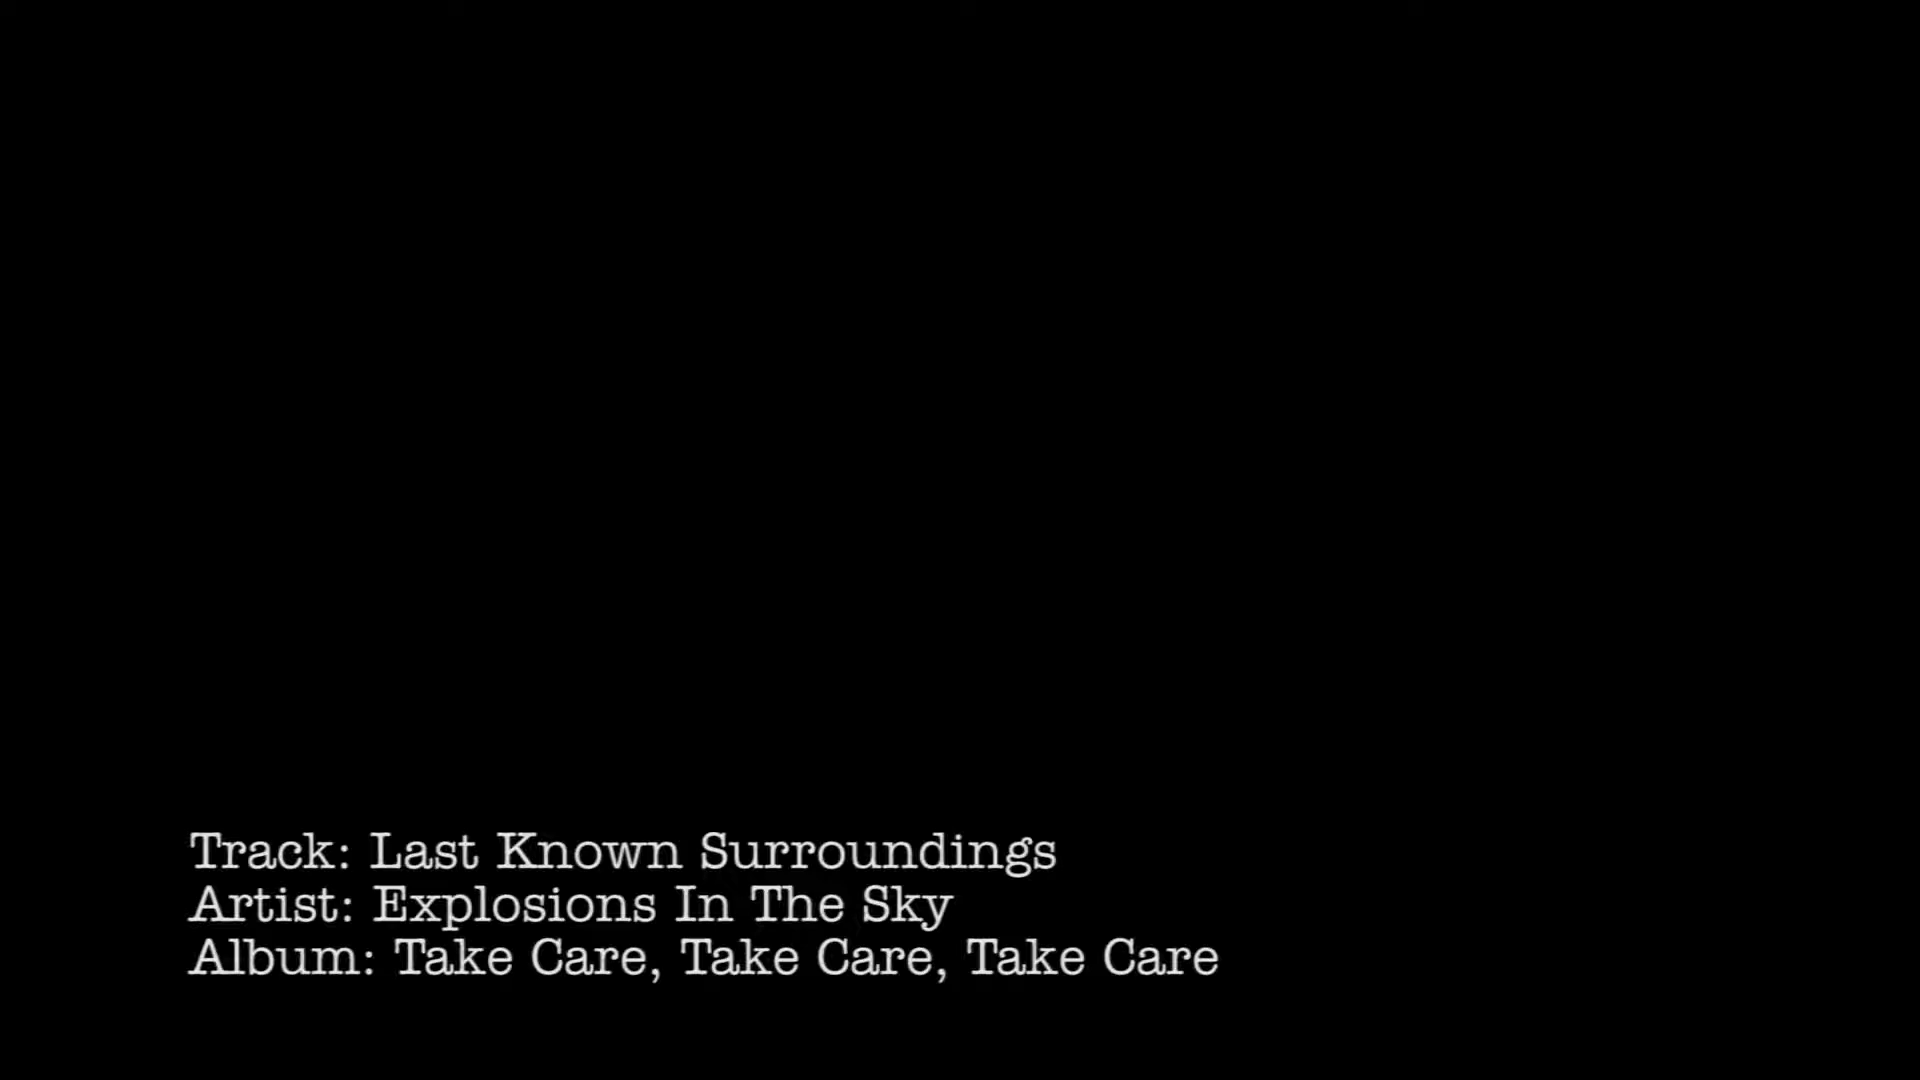 Track: Last Known Surroundings
Artist: Explosions In The Sky
Album: Take Care, Take Care, Take Care